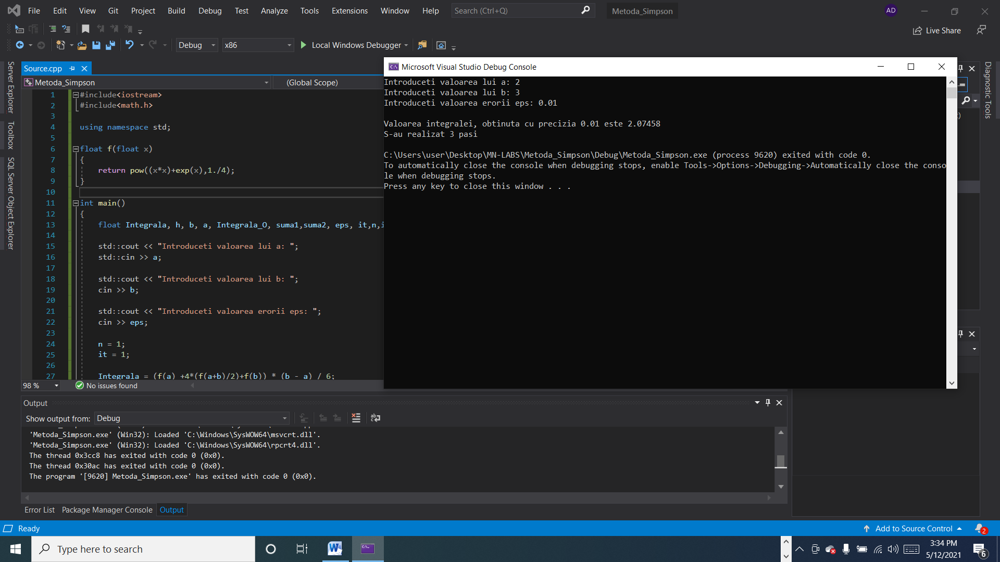 File Edit View Git Project Build Debug Test Analyze Tools Extensions Window Help Search (Ctrl+Q) Metoda_Simpson AD
Live Share
Debug x86 Local Windows Debugger
Server Explorer
Toolbox
SQL Server Object Explorer
Diagnostic Tools
Source.cpp
Metoda_Simpson (Global Scope)
1 #include<iostream>
2 #include<math.h>
3
4 using namespace std;
5
6 float f(float x)
7 {
8 return pow((x*x)+exp(x),1./4);
9 }
10
11 int main()
12 {
13 float Integrala, h, b, a, Integrala_O, suma1,suma2, eps, it,n,i
14
15 std::cout << "Introduceti valoarea lui a: ";
16 std::cin >> a;
17
18 std::cout << "Introduceti valoarea lui b: ";
19 cin >> b;
20
21 std::cout << "Introduceti valoarea erorii eps: ";
22 cin >> eps;
23
24 n = 1;
25 it = 1;
26
27 Integrala = (f(a) +4*(f(a+b)/2)+f(b)) * (b - a) / 6;
98 % No issues found
Microsoft Visual Studio Debug Console
Introduceti valoarea lui a: 2
Introduceti valoarea lui b: 3
Introduceti valoarea erorii eps: 0.01
Valoarea integralei, obtinuta cu precizia 0.01 este 2.07458
S-au realizat 3 pasi
C:\Users\user\Desktop\MN-LABS\Metoda_Simpson\Debug\Metoda_Simpson.exe (process 9620) exited with code 0.
To automatically close the console when debugging stops, enable Tools->Options->Debugging->Automatically close the conso
le when debugging stops.
Press any key to close this window . . .
Output
Show output from: Debug
'Metoda_Simpson.exe' (Win32): Loaded 'C:\Windows\SysWOW64\msvcrt.dll'.
'Metoda_Simpson.exe' (Win32): Loaded 'C:\Windows\SysWOW64\rpcrt4.dll'.
The thread 0x3cc8 has exited with code 0 (0x0).
The thread 0x30ac has exited with code 0 (0x0).
The program '[9620] Metoda_Simpson.exe' has exited with code 0 (0x0).
Error List Package Manager Console Output
Ready Add to Source Control 2
Type here to search
3:34 PM
5/12/2021
6